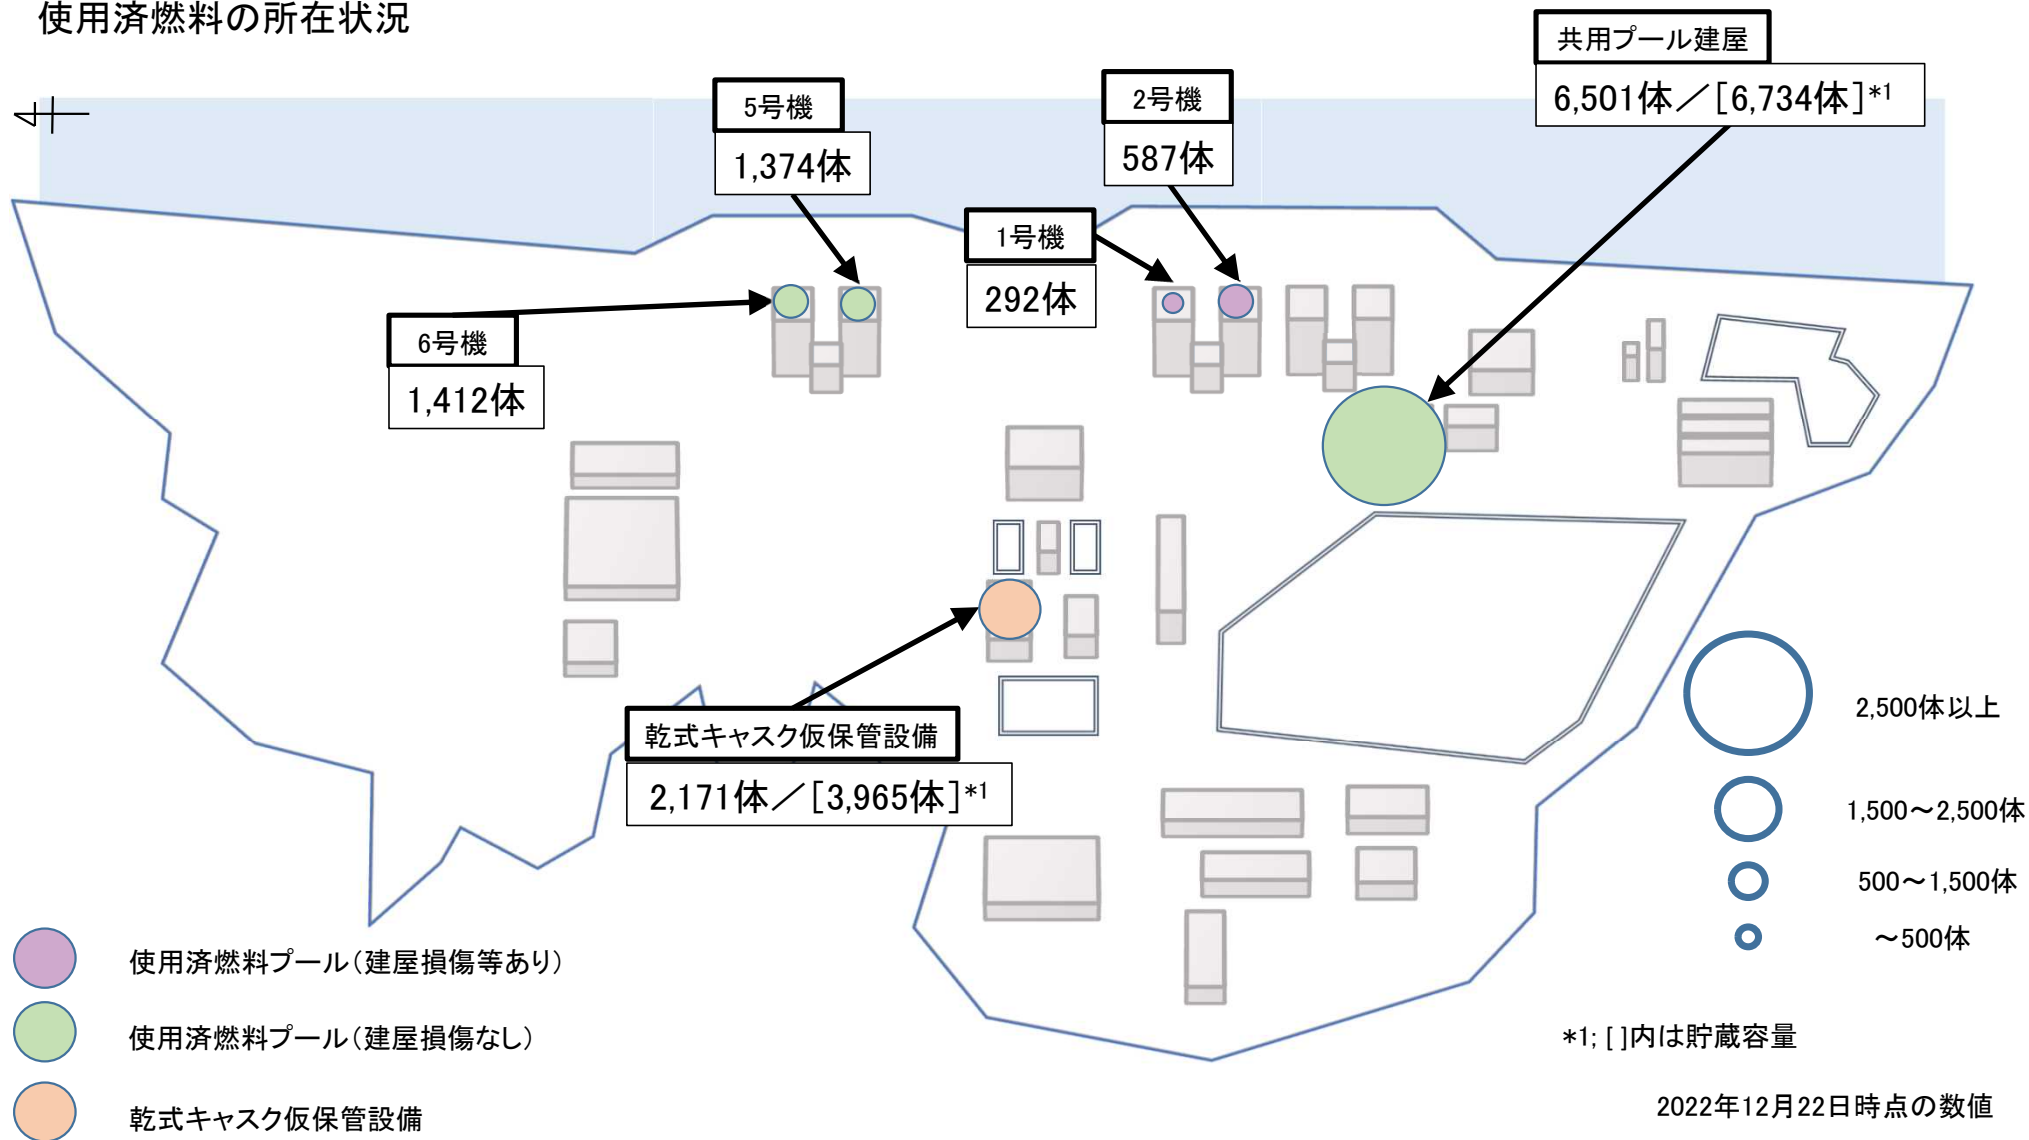 使用済燃料の所在状況
共用プール建屋
6,501体／[6,734体]*1
5号機
1,374体
2号機
587体
1号機
292体
6号機
1,412体
乾式キャスク仮保管設備
2,171体／[3,965体]*1
2,500体以上
1,500～2,500体
500～1,500体
～500体
使用済燃料プール（建屋損傷等あり）
使用済燃料プール（建屋損傷なし）
乾式キャスク仮保管設備
*1; [ ]内は貯蔵容量
2022年12月22日時点の数値